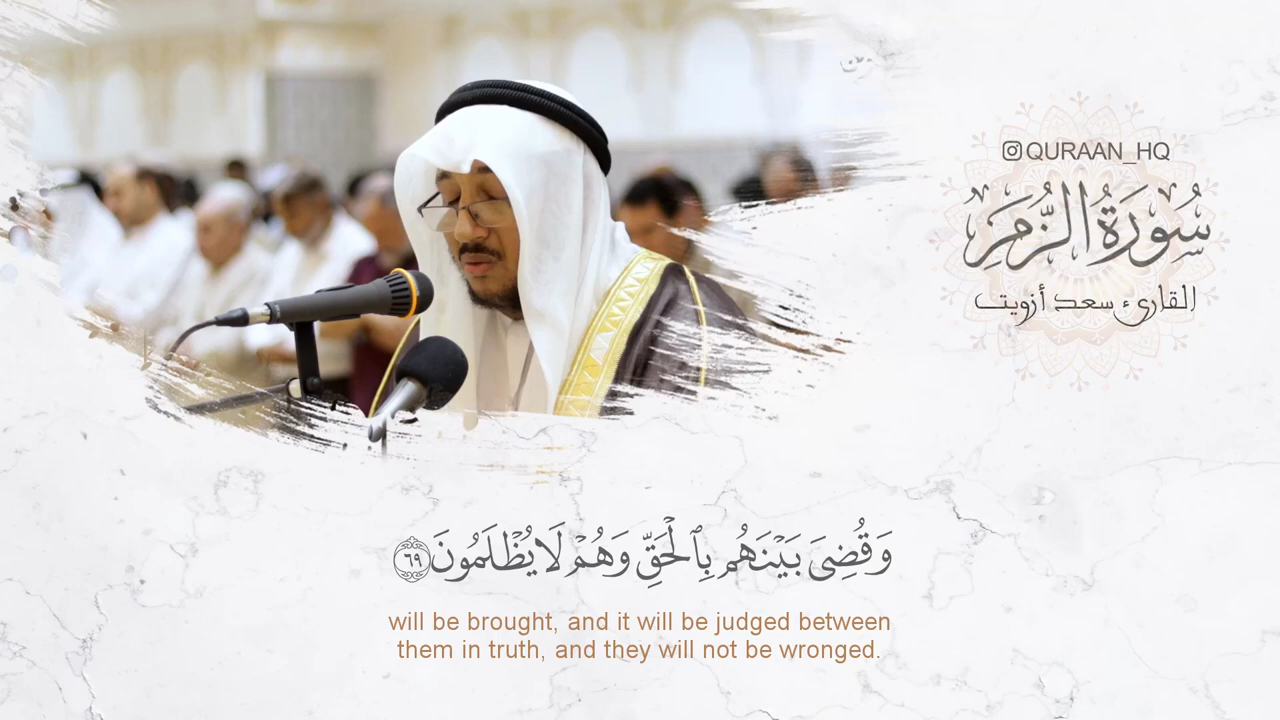 QURAAN_HQ
سُورَةُ الزُّمَرِ
القارئ سعد أزويت
وَقُضِىَ بَيْنَهُم بِٱلْحَقِّ وَهُمْ لَا يُظْلَمُونَ ٦٩
will be brought, and it will be judged between
them in truth, and they will not be wronged.